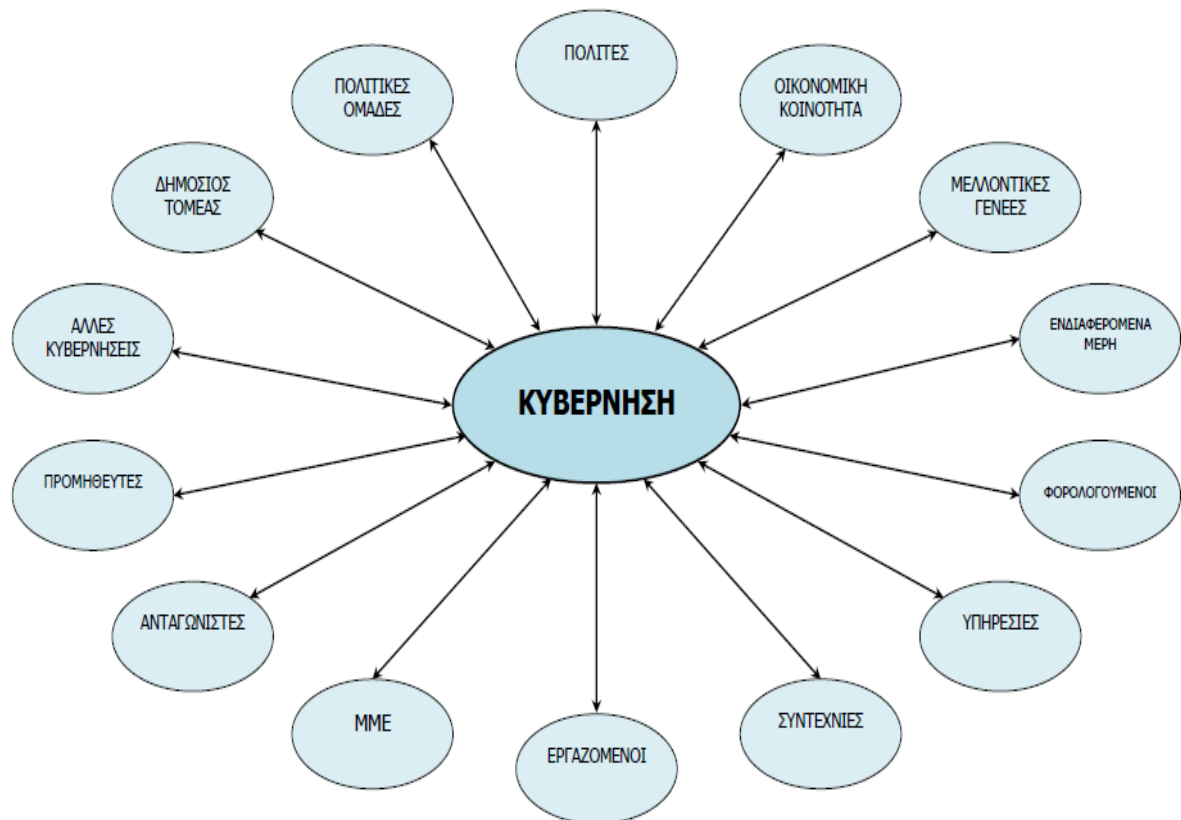 ΠΟΛΙΤΕΣ
ΠΟΛΙΤΙΚΕΣ
ΟΜΑΔΕΣ
ΟΙΚΟΝΟΜΙΚΗ
ΚΟΙΝΟΤΗΤΑ
ΔΗΜΟΣΙΟΣ
ΤΟΜΕΑΣ
ΜΕΛΛΟΝΤΙΚΕΣ
ΓΕΝΕΕΣ
ΑΛΛΕΣ
ΚΥΒΕΡΝΗΣΕΙΣ
ΕΝΔΙΑΦΕΡΟΜΕΝΑ
ΜΕΡΗ
ΚΥΒΕΡΝΗΣΗ
ΠΡΟΜΗΘΕΥΤΕΣ
ΦΟΡΟΛΟΓΟΥΜΕΝΟΙ
ΑΝΤΑΓΩΝΙΣΤΕΣ
ΥΠΗΡΕΣΙΕΣ
ΜΜΕ
ΣΥΝΤΕΧΝΙΕΣ
ΕΡΓΑΖΟΜΕΝΟΙ